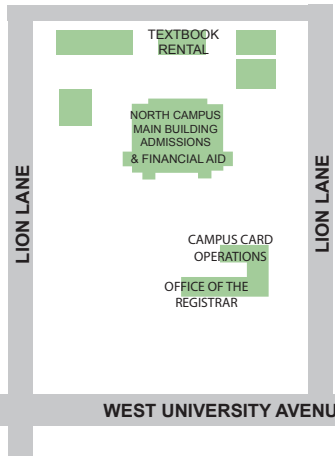 TEXTBOOK
RENTAL
NORTH CAMPUS
MAIN BUILDING
ADMISSIONS
& FINANCIAL AID
LION LANE
LION LANE
CAMPUS CARD
OPERATIONS
OFFICE OF THE
REGISTRAR
WEST UNIVERSITY AVENU